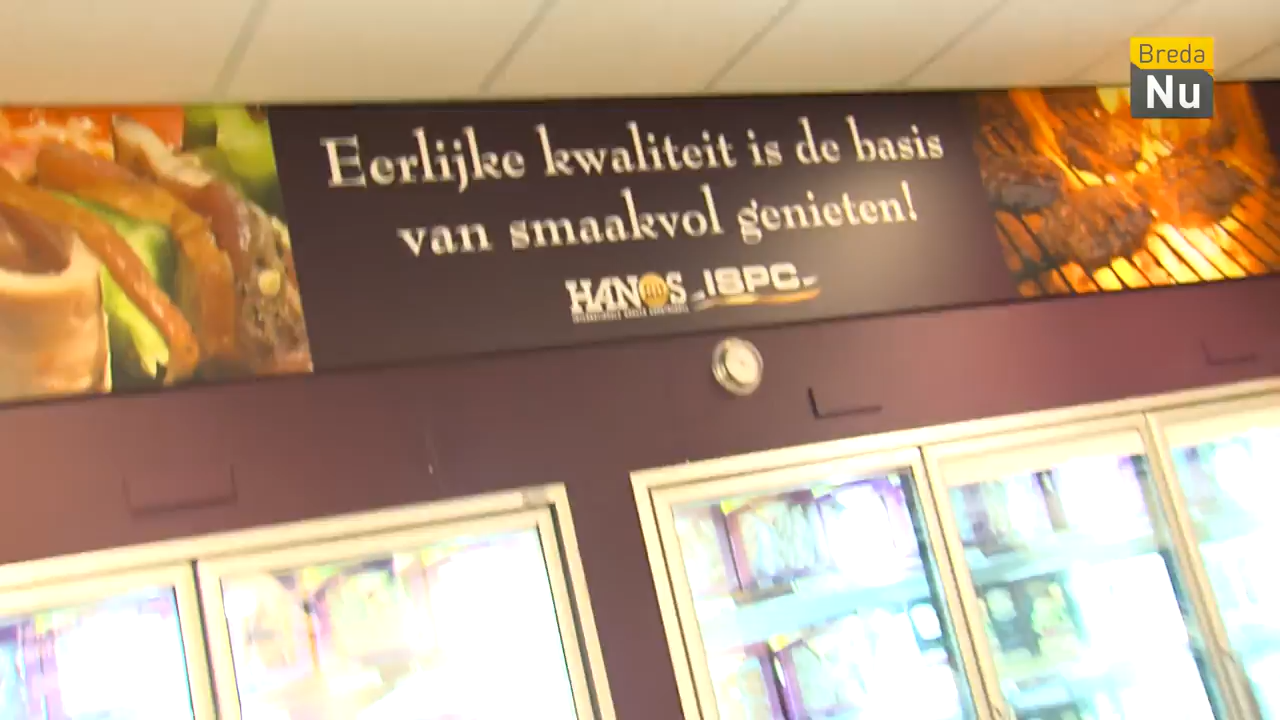 Breda
Nu
Eerlijke kwaliteit is de basis
van smaakvol genieten!
HANOS ISPC